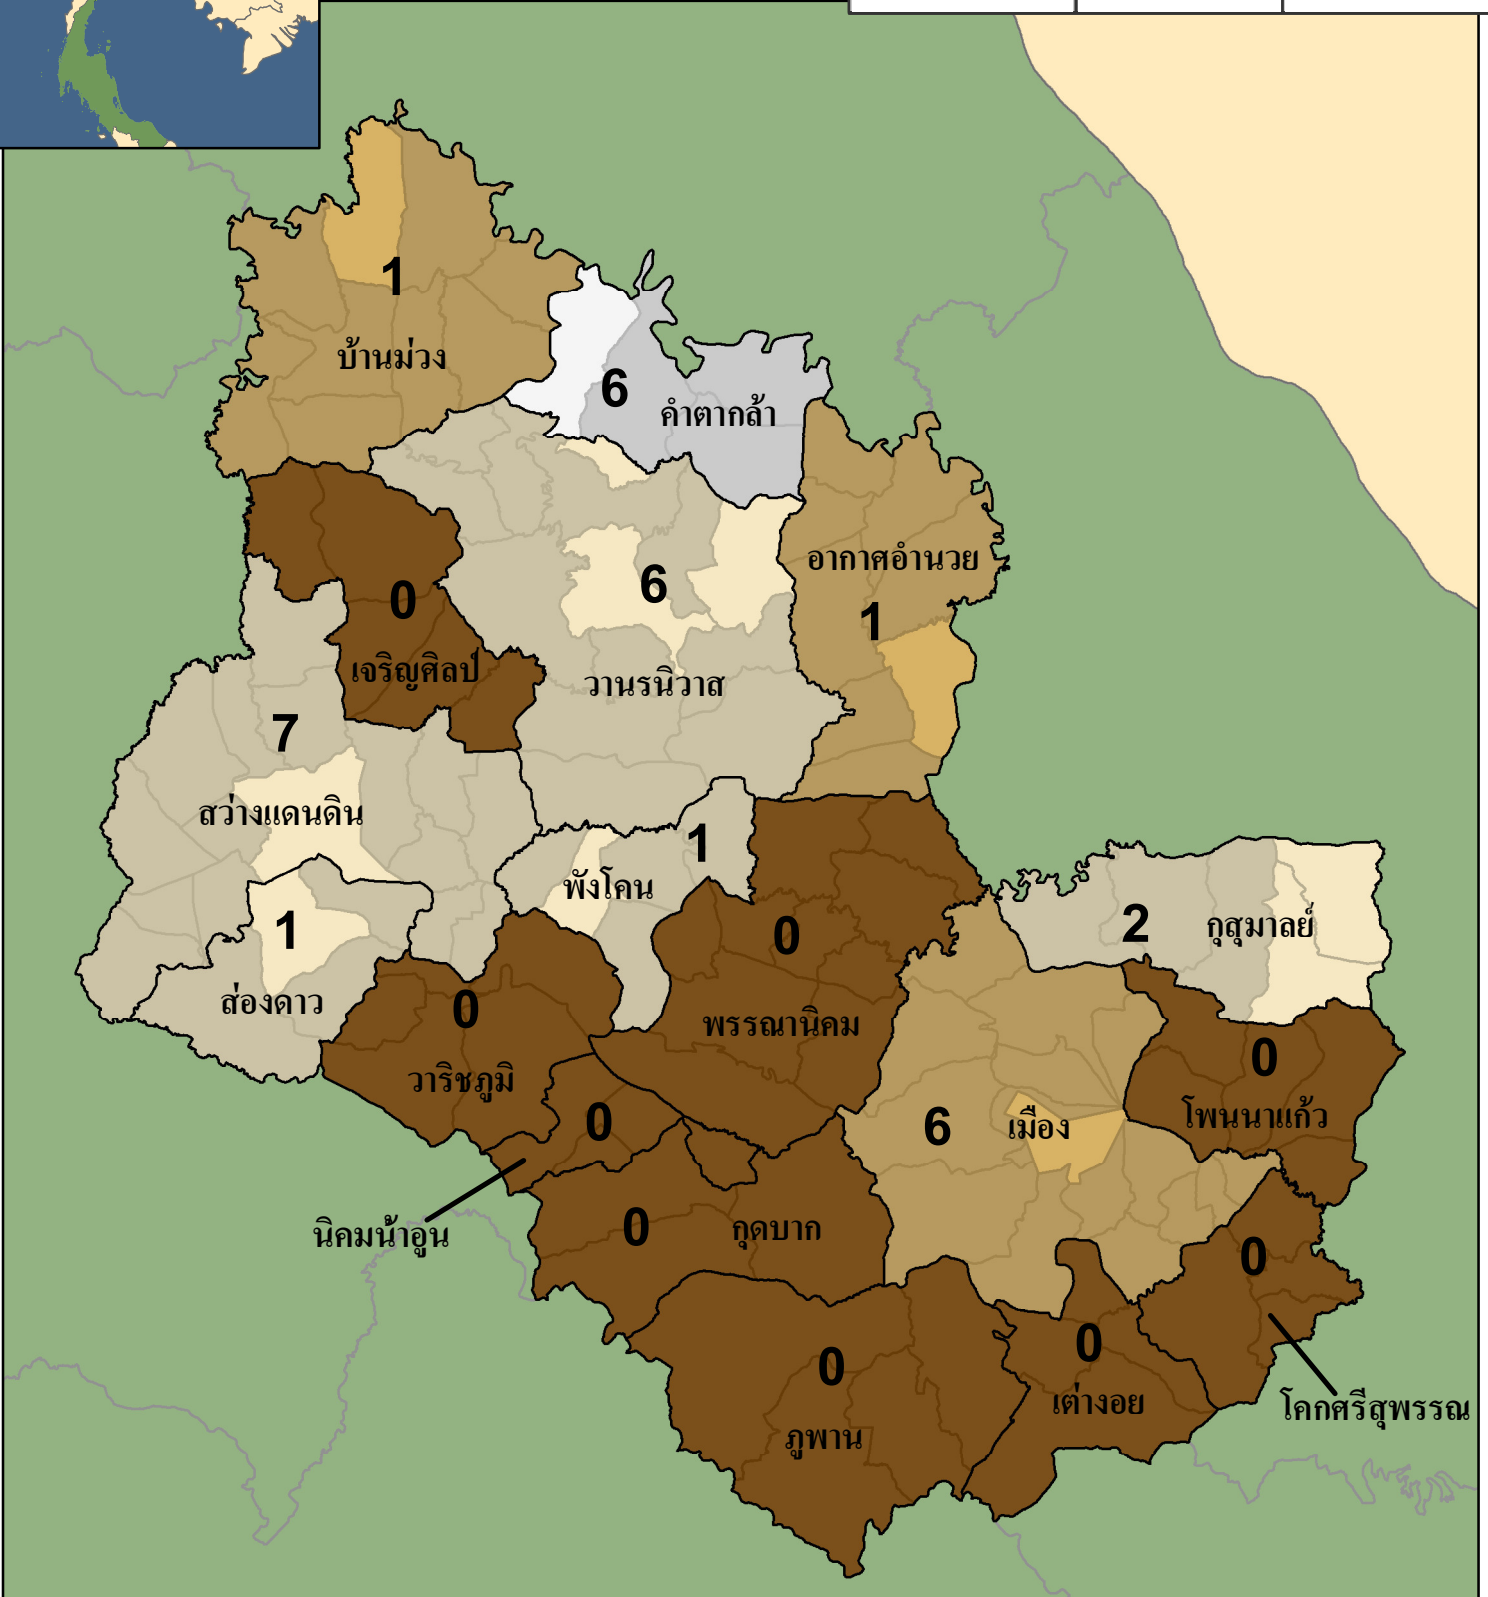 1
บ้านม่วง
6
คำตากล้า
อากาศอำนวย
1
0
เจริญศิลป์
6
วานรนิวาส
7
สว่างแดนดิน
1
พังโคน
1
ส่องดาว
0
วาริชภูมิ
0
พรรณานิคม
2
กุสุมาลย์
0
โพนนาแก้ว
6
เมือง
0
นิคมน้ำอูน
0
กุดบาก
0
โคกศรีสุพรรณ
0
เต่างอย
0
ภูพาน